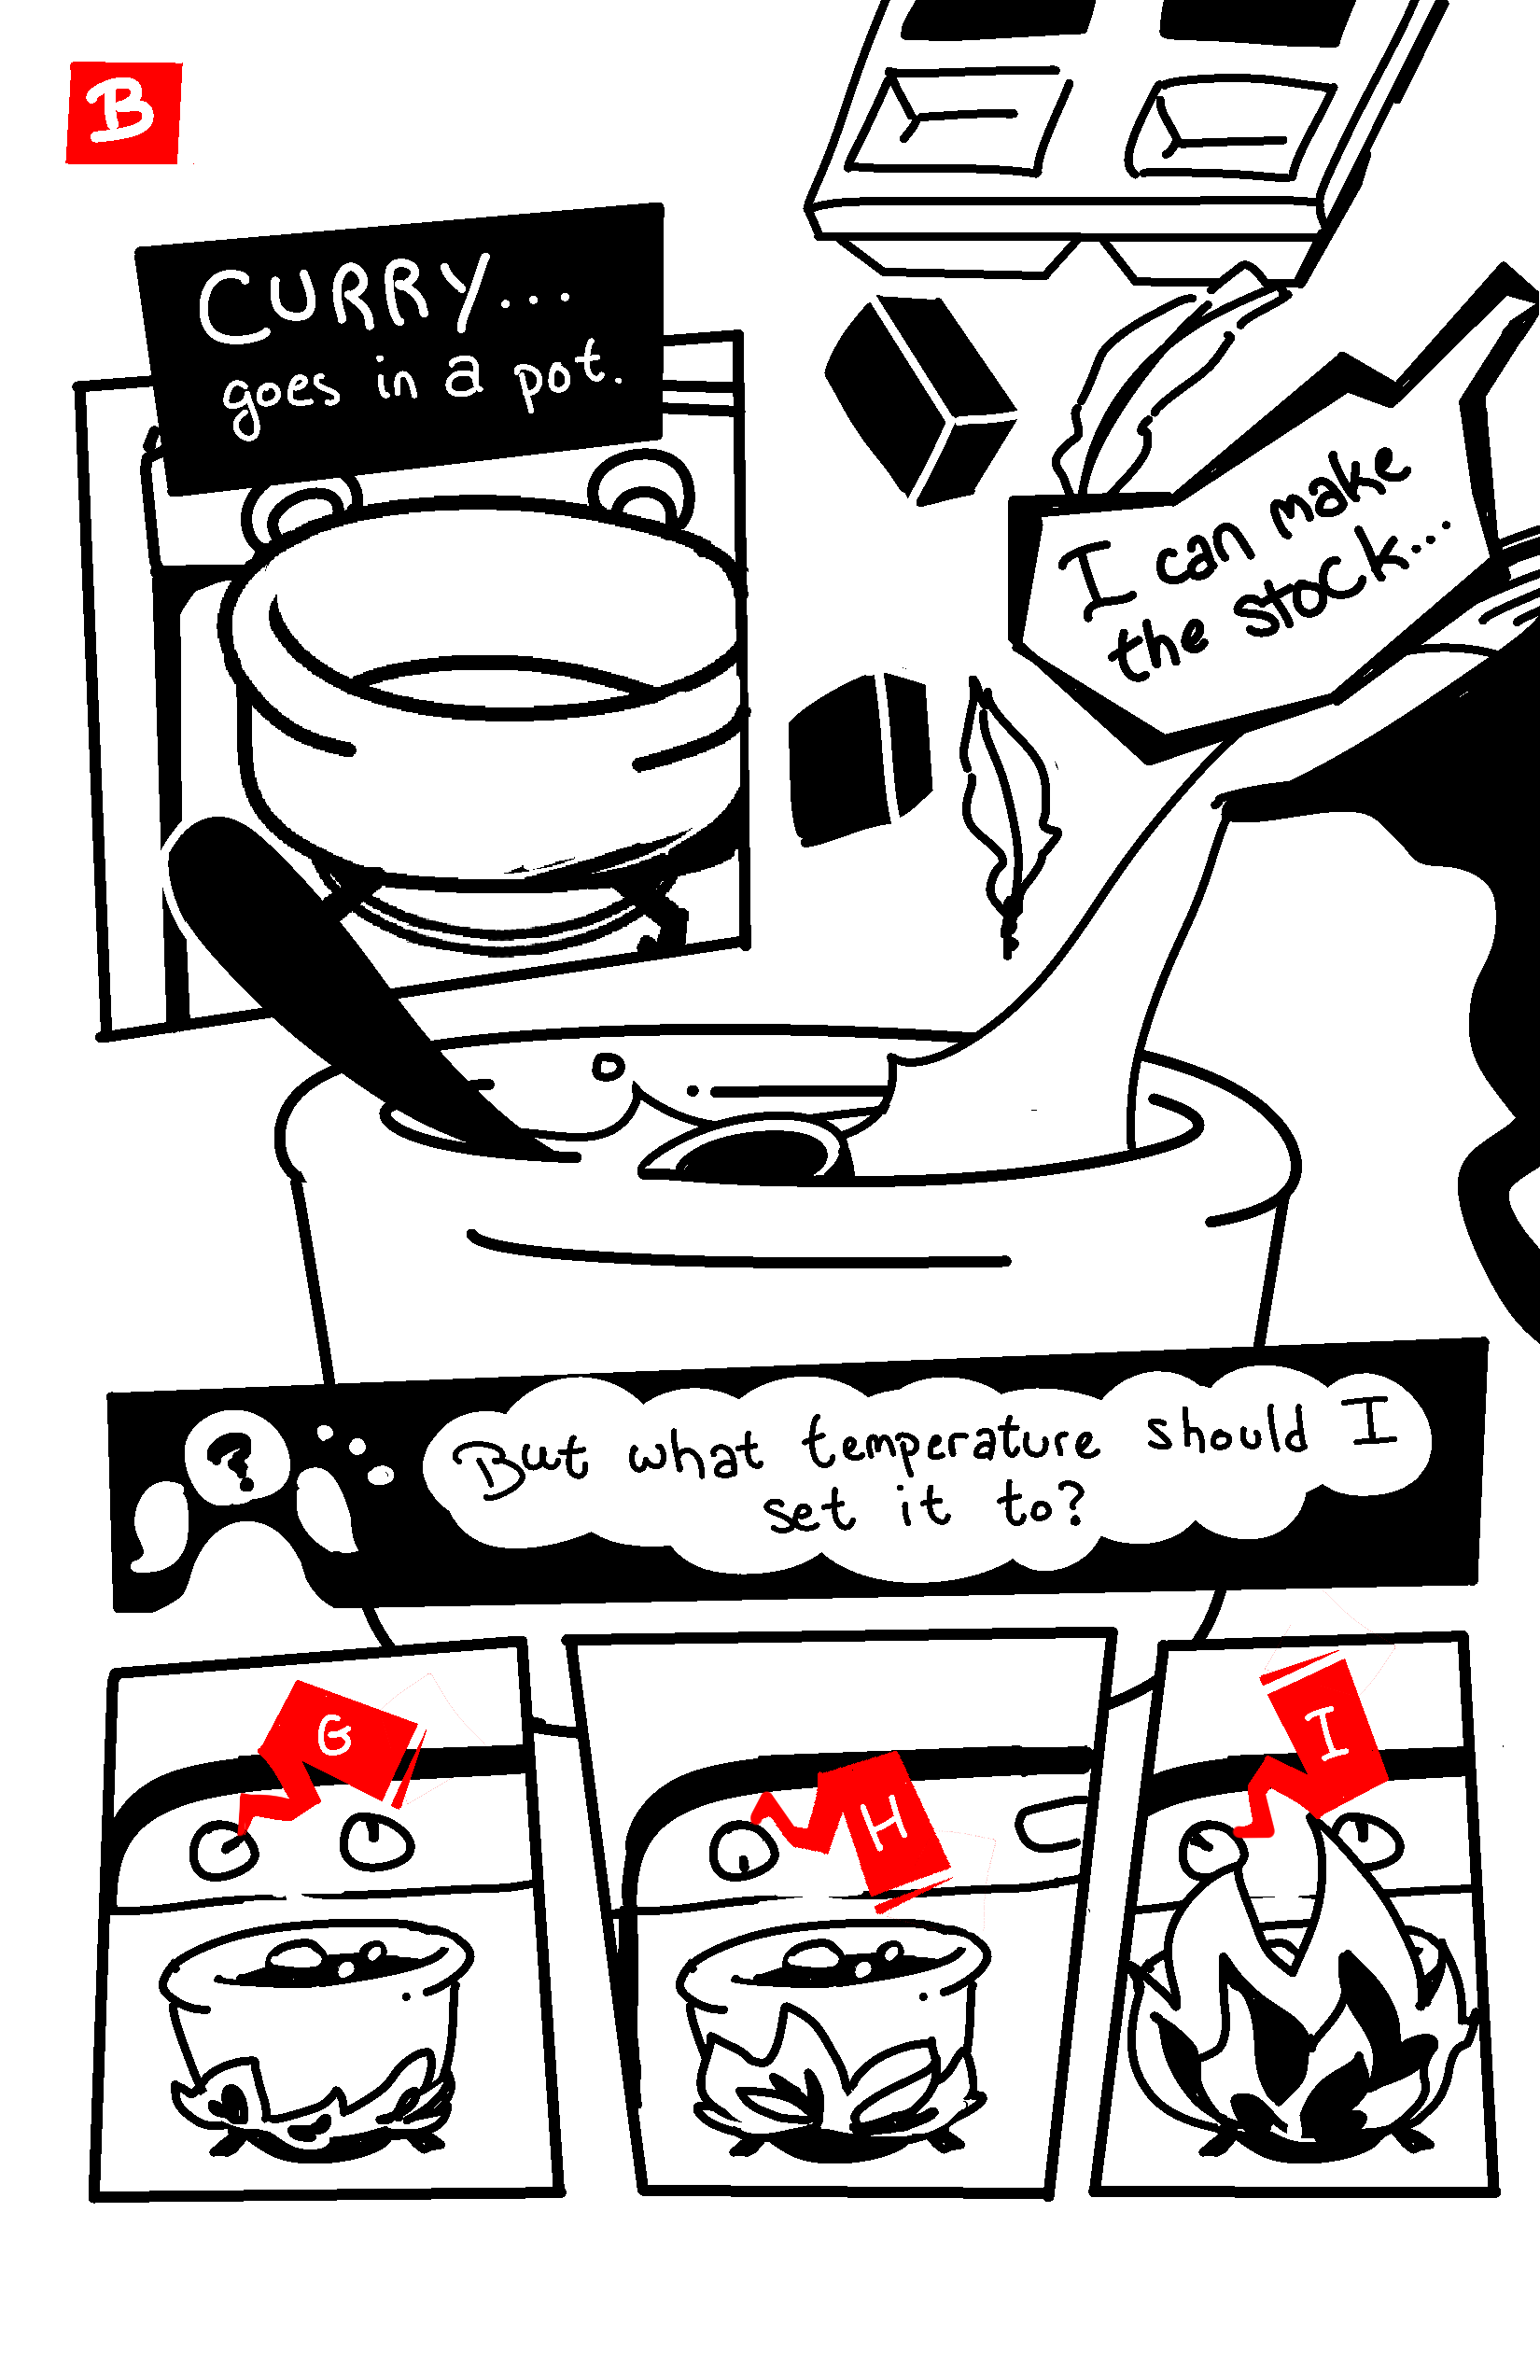 B
CURRY...
goes in a pot.
I can make
the stock...
?
But what temperature should I
set it to?
G
H
I